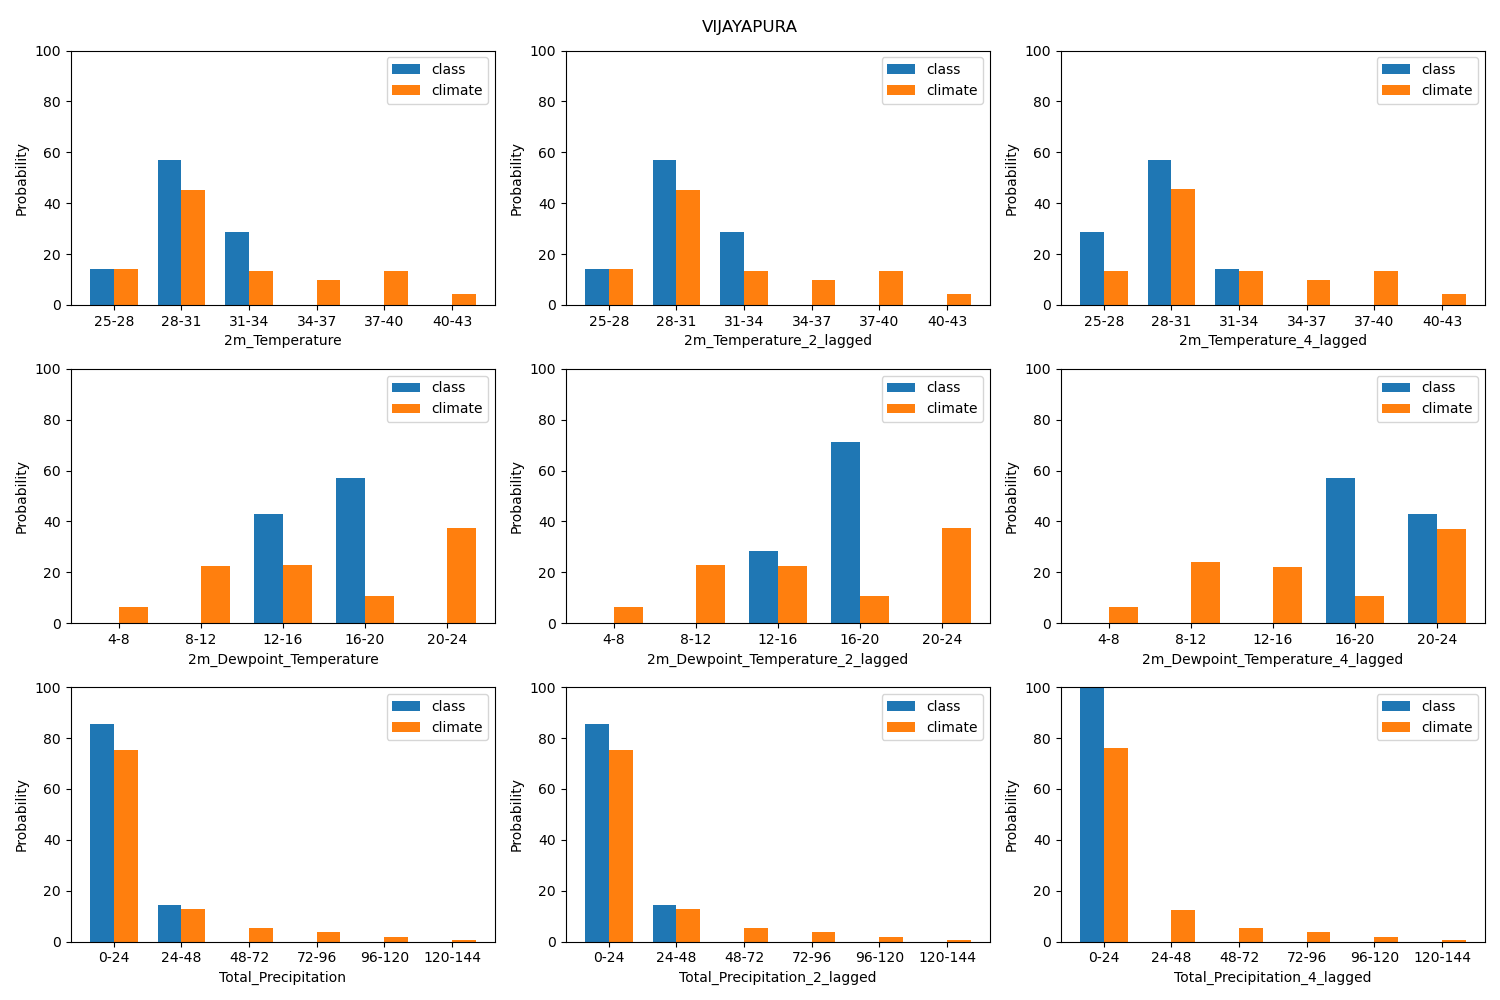 VIJAYAPURA
100
80
60
40
20
0
Probability
class
climate
25-28 28-31 31-34 34-37 37-40 40-43
2m_Temperature
100
80
60
40
20
0
Probability
class
climate
25-28 28-31 31-34 34-37 37-40 40-43
2m_Temperature_2_lagged
100
80
60
40
20
0
Probability
class
climate
25-28 28-31 31-34 34-37 37-40 40-43
2m_Temperature_4_lagged
100
80
60
40
20
0
Probability
class
climate
4-8 8-12 12-16 16-20 20-24
2m_Dewpoint_Temperature
100
80
60
40
20
0
Probability
class
climate
4-8 8-12 12-16 16-20 20-24
2m_Dewpoint_Temperature_2_lagged
100
80
60
40
20
0
Probability
class
climate
4-8 8-12 12-16 16-20 20-24
2m_Dewpoint_Temperature_4_lagged
100
80
60
40
20
0
Probability
class
climate
0-24 24-48 48-72 72-96 96-120 120-144
Total_Precipitation
100
80
60
40
20
0
Probability
class
climate
0-24 24-48 48-72 72-96 96-120 120-144
Total_Precipitation_2_lagged
100
80
60
40
20
0
Probability
class
climate
0-24 24-48 48-72 72-96 96-120 120-144
Total_Precipitation_4_lagged